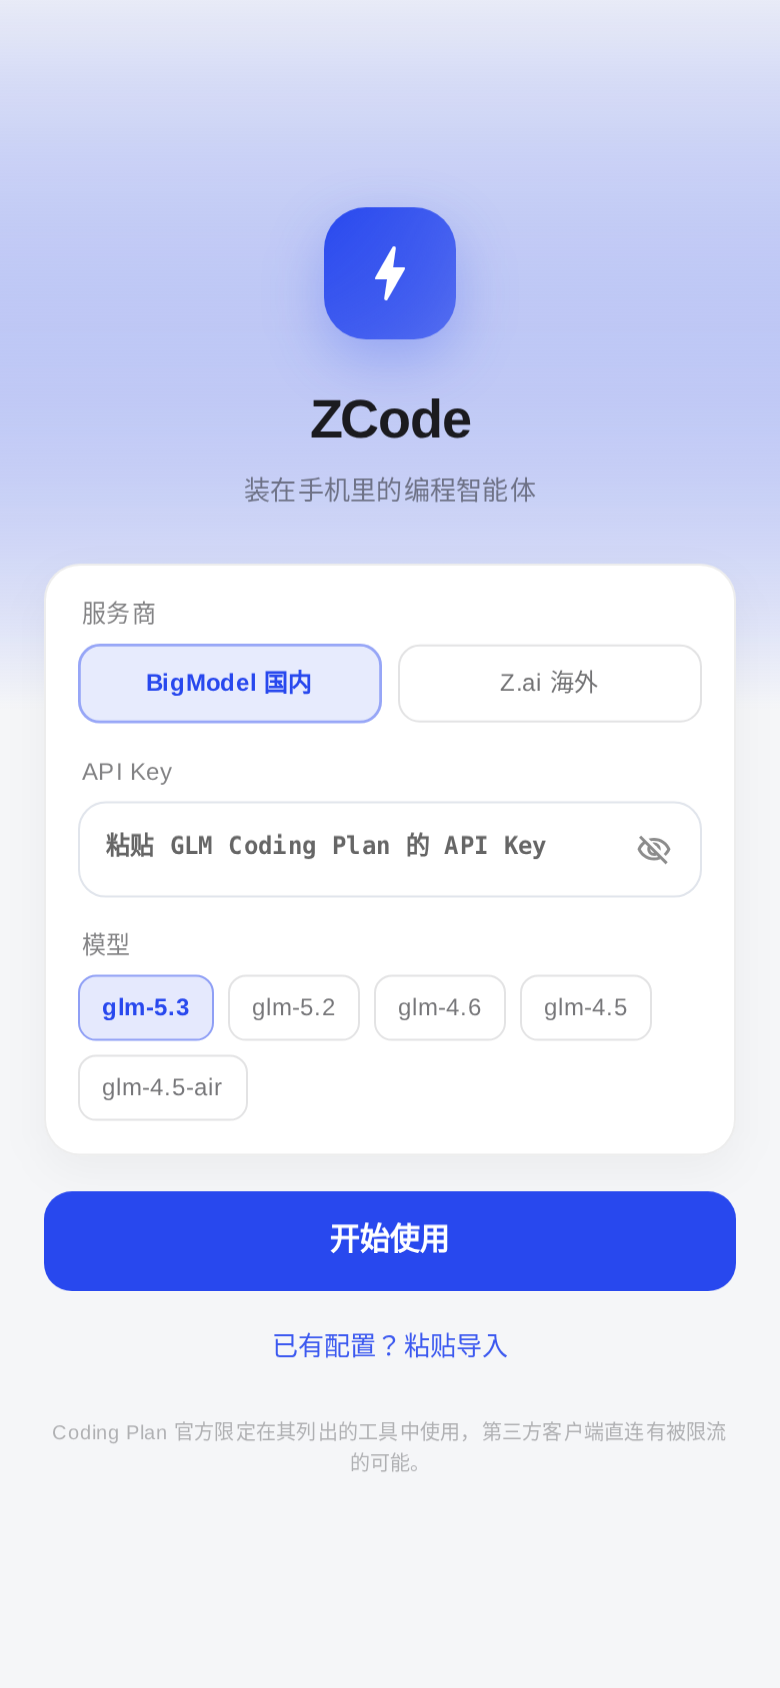 ZCode
装在手机里的编程智能体
服务商
BigModel 国内
Z.ai 海外
API Key
粘贴 GLM Coding Plan 的 API Key
模型
glm-5.3
glm-5.2
glm-4.6
glm-4.5
glm-4.5-air
开始使用
已有配置？粘贴导入
Coding Plan 官方限定在其列出的工具中使用，第三方客户端直连有被限流
的可能。